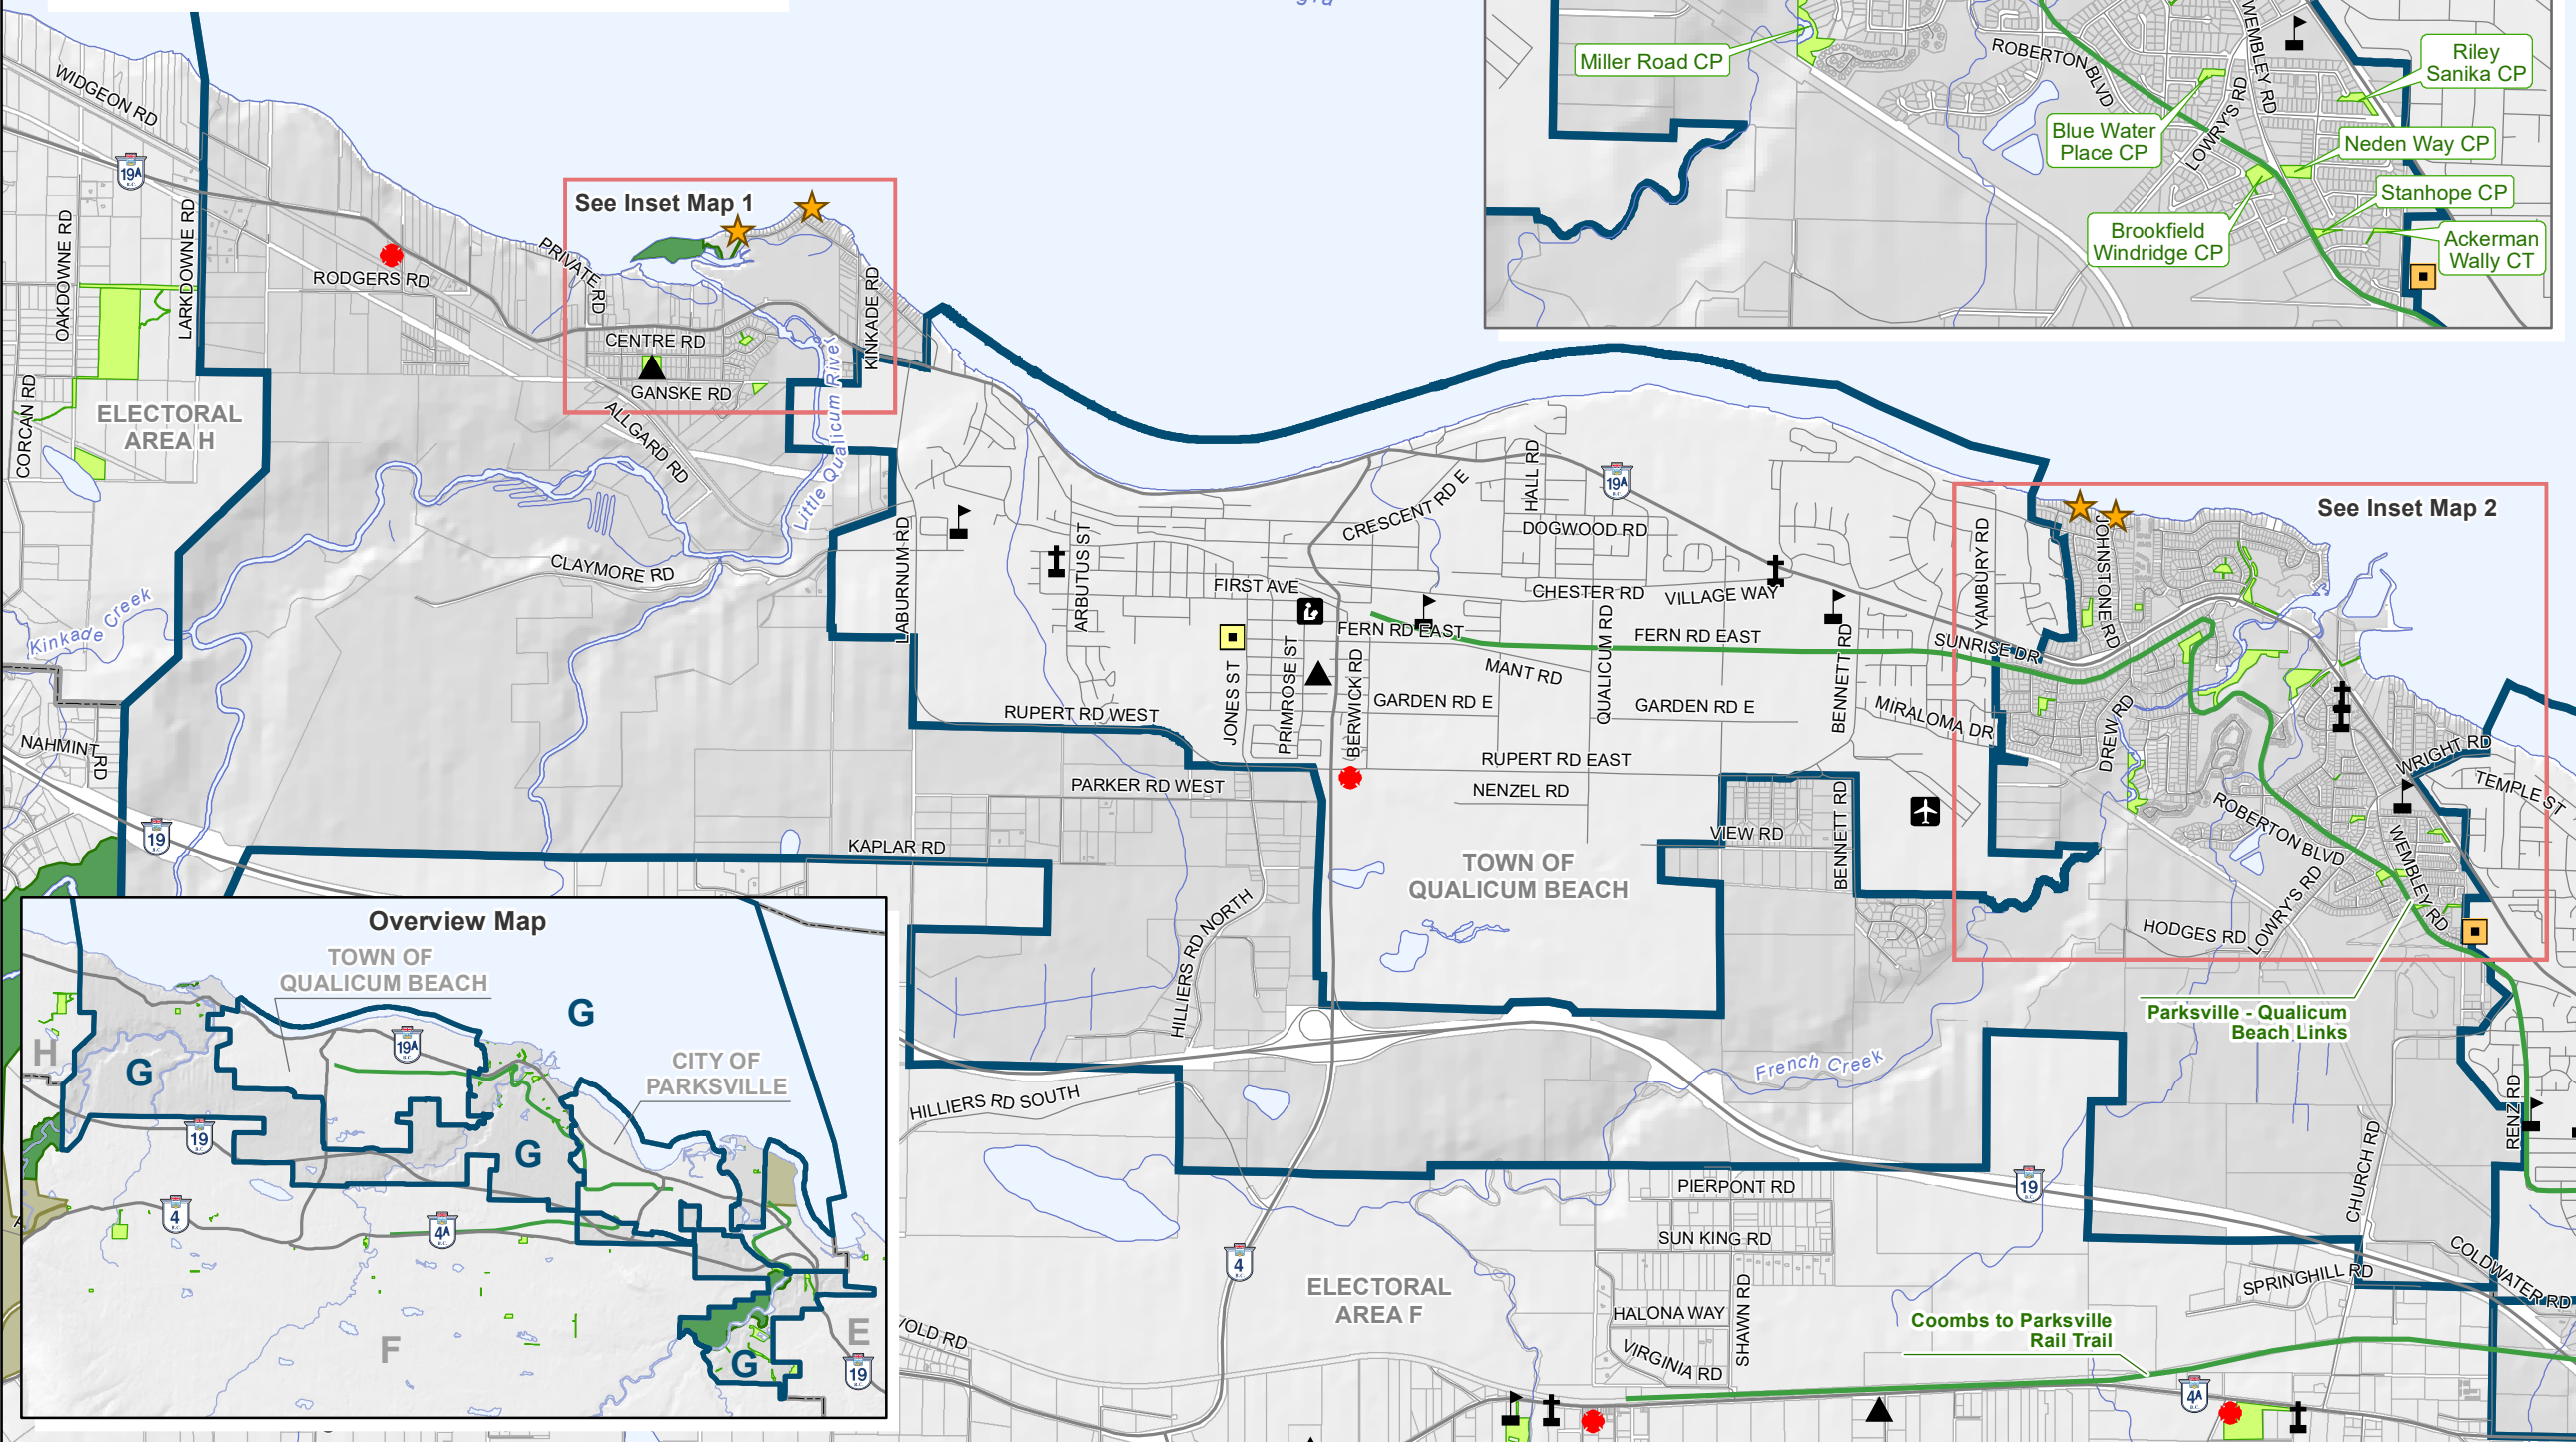 WIDGEON RD
19A
OAKDOWNE RD
LARKDOWNE RD
CORCAN RD
ELECTORAL
AREA H
RODGERS RD
PRIVATE RD
See Inset Map 1
CENTRE RD
GANSKE RD
KINKADE RD
ALLGARD RD
Little Qualicum River
CLAYMORE RD
Kinkade Creek
NAHMINT RD
19
LABURNUM RD
ARBUTUS ST
FIRST AVE
JONES ST
PRIMROSE ST
BERWICK RD
RUPERT RD WEST
PARKER RD WEST
KAPLAR RD
HILLIERS RD NORTH
HILLIERS RD SOUTH
CRESCENT RD E
HALL RD
19A
DOGWOOD RD
CHESTER RD
VILLAGE WAY
FERN RD EAST
FERN RD EAST
MANT RD
QUALICUM RD
GARDEN RD E
GARDEN RD E
BENNETT RD
MIRALOMA DR
SUNRISE DR
YAMBURY RD
RUPERT RD EAST
NENZEL RD
VIEW RD
BENNETT RD
TOWN OF
QUALICUM BEACH
See Inset Map 2
JOHNSTONE RD
DREW RD
WRIGHT RD
TEMPLE ST
ROBERTON BLVD
WEMBLEY RD
LOWRY'S RD
HODGES RD
Parksville - Qualicum
Beach Links
French Creek
RENZ RD
CHURCH RD
19
PIERPONT RD
SUN KING RD
SHAWN RD
HALONA WAY
VIRGINIA RD
SPRINGHILL RD
COLDWATER RD
4
ELECTORAL
AREA F
Coombs to Parksville
Rail Trail
4A
Miller Road CP
ROBERTON BLVD
WEMBLEY RD
LOWRYS RD
Riley
Sanika CP
Blue Water
Place CP
Neden Way CP
Stanhope CP
Brookfield
Windridge CP
Ackerman
Wally CT
Overview Map
TOWN OF
QUALICUM BEACH
G
H
G
19A
CITY OF
PARKSVILLE
19
G
4
4A
F
E
G
19